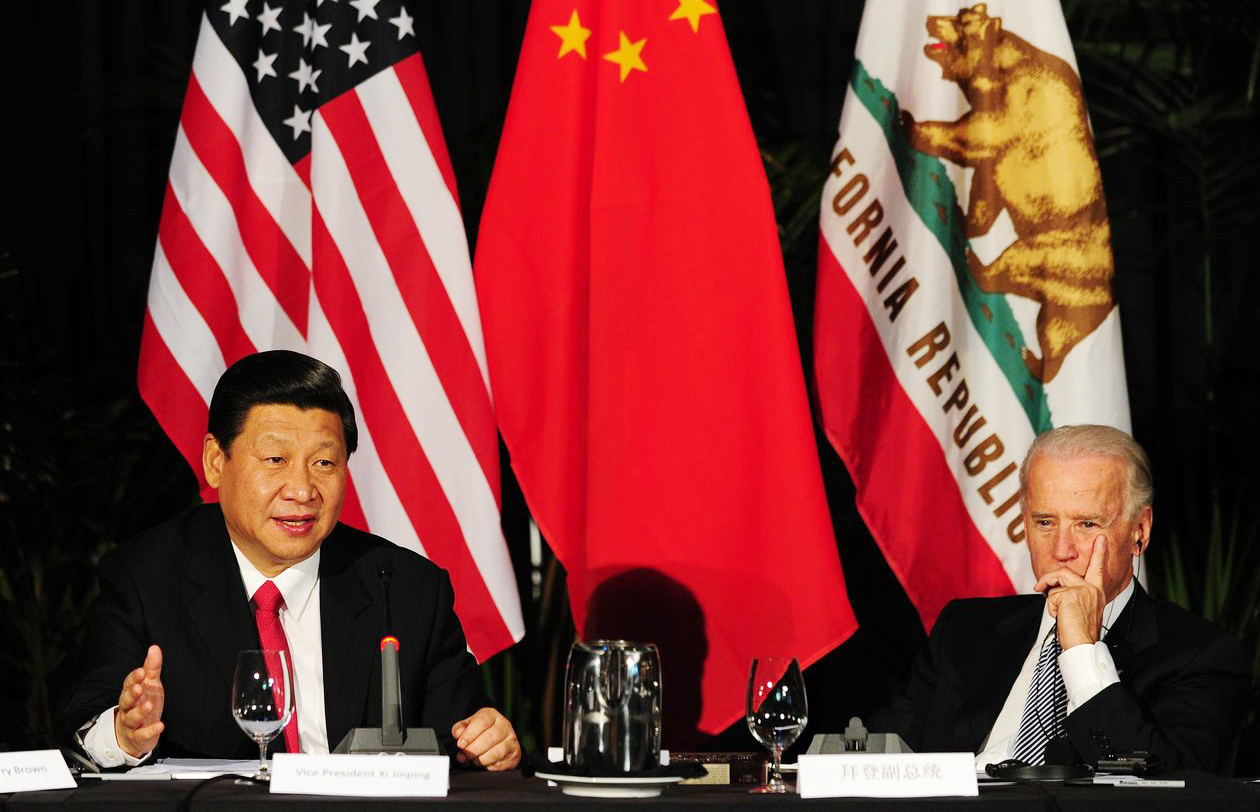 FORNIA REPUBLIC
ry Brown
Vice President Xi Jinping
拜登副总统